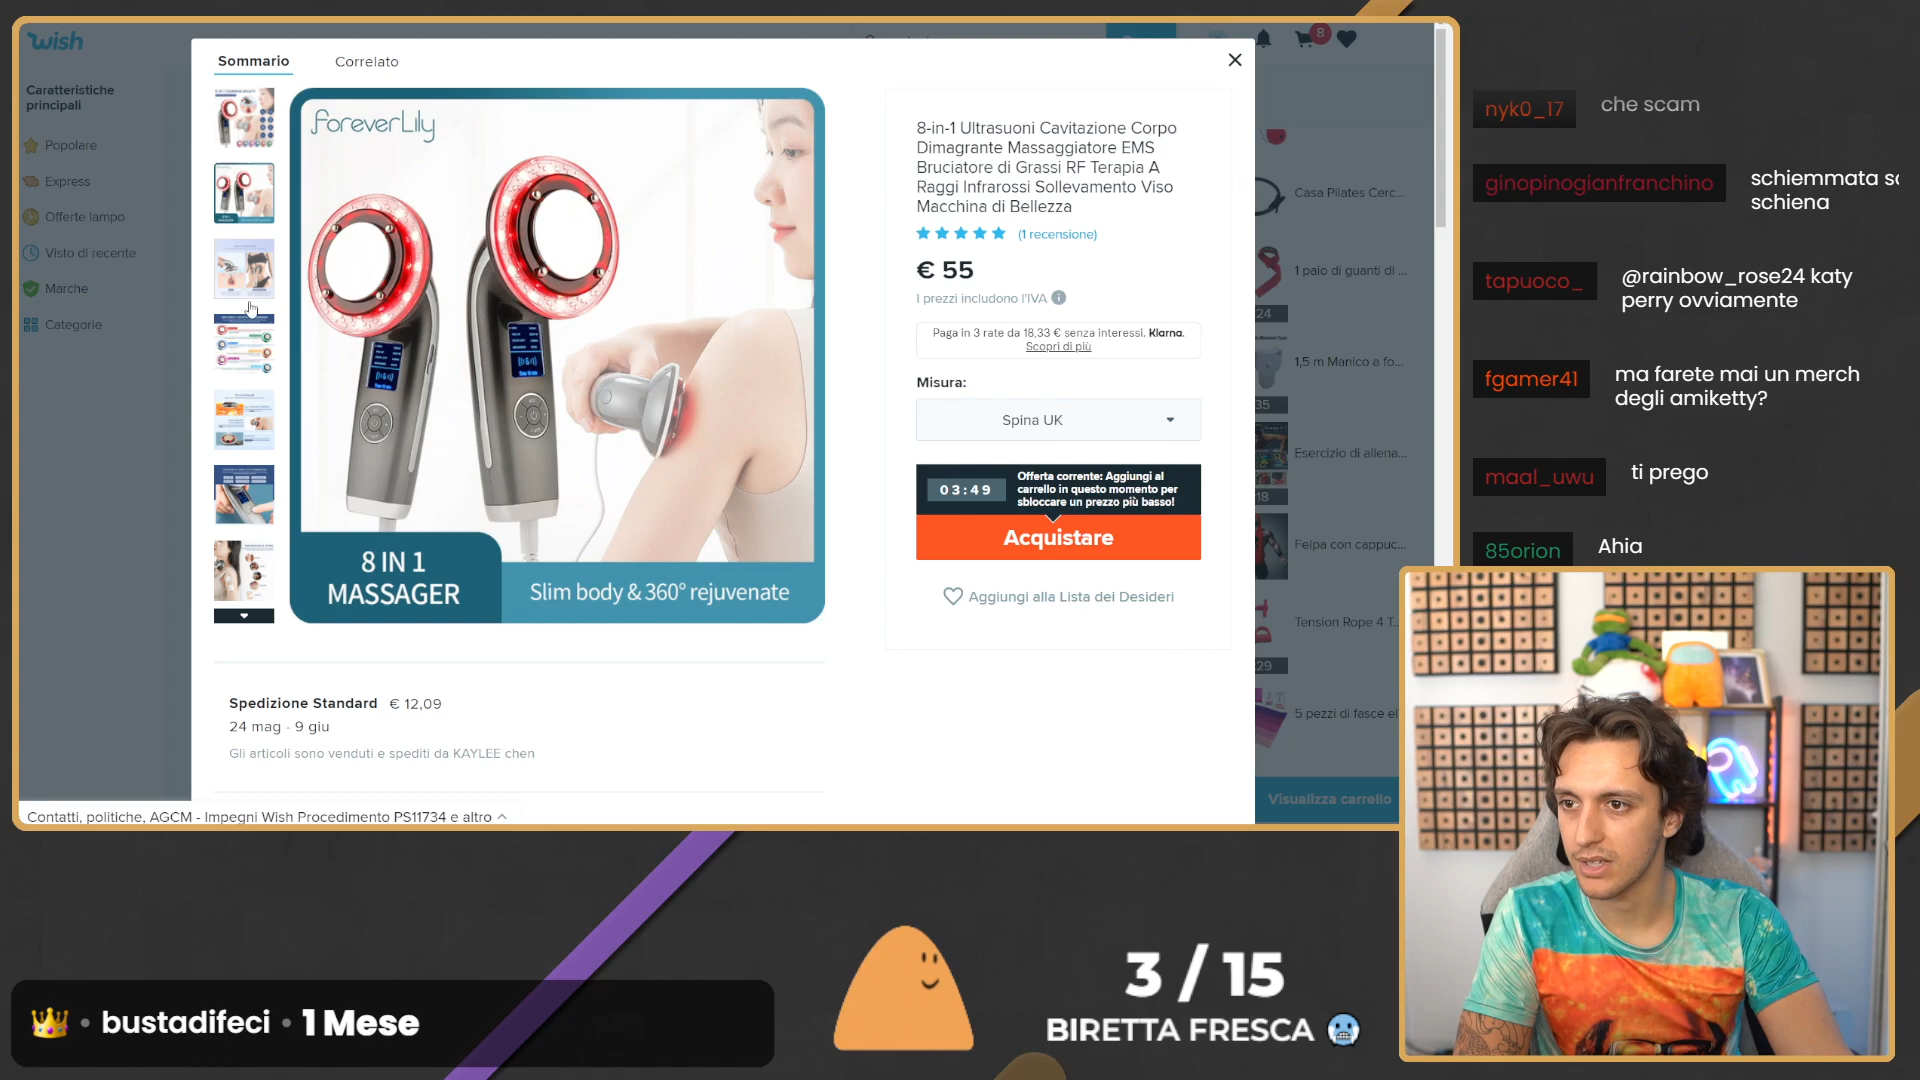 wish
Caratteristiche
principali
Popolare
Express
Offerte lampo
Visto di recente
Marche
Categorie
Sommario
Correlato
foreverlily
8 IN 1
MASSAGER
Slim body & 360° rejuvenate
8-in-1 Ultrasuoni Cavitazione Corpo
Dimagrante Massaggiatore EMS
Bruciatore di Grassi RF Terapia A
Raggi Infrarossi Sollevamento Viso
Macchina di Bellezza
(1 recensione)
€ 55
I prezzi includono l'IVA
Paga in 3 rate da 18,33 € senza interessi. Klarna.
Scopri di più
Misura:
Spina UK
03:49
Offerta corrente: Aggiungi al
carrello in questo momento per
sbloccare un prezzo più basso!
Acquistare
Aggiungi alla Lista dei Desideri
Spedizione Standard € 12,09
24 mag - 9 giu
Gli articoli sono venduti e spediti da KAYLEE chen
Contatti, politiche, AGCM - Impegni Wish Procedimento PS11734 e altro
8
Casa Pilates Cerc...
1 paio di guanti di ...
24
1,5 m Manico a fo...
35
Esercizio di allena...
18
Felpa con cappuc...
Tension Rope 4 T...
29
5 pezzi di fasce el
Visualizza carrello
nyk0_17 che scam
ginopinogianfranchino schiemmata
schiena
tapuoco_ @rainbow_rose24 katy
perry ovviamente
fgamer41 ma farete mai un merch
degli amiketty?
maal_uwu ti prego
85orion Ahia
• bustadifeci • 1 Mese
3 / 15
BIRETTA FRESCA